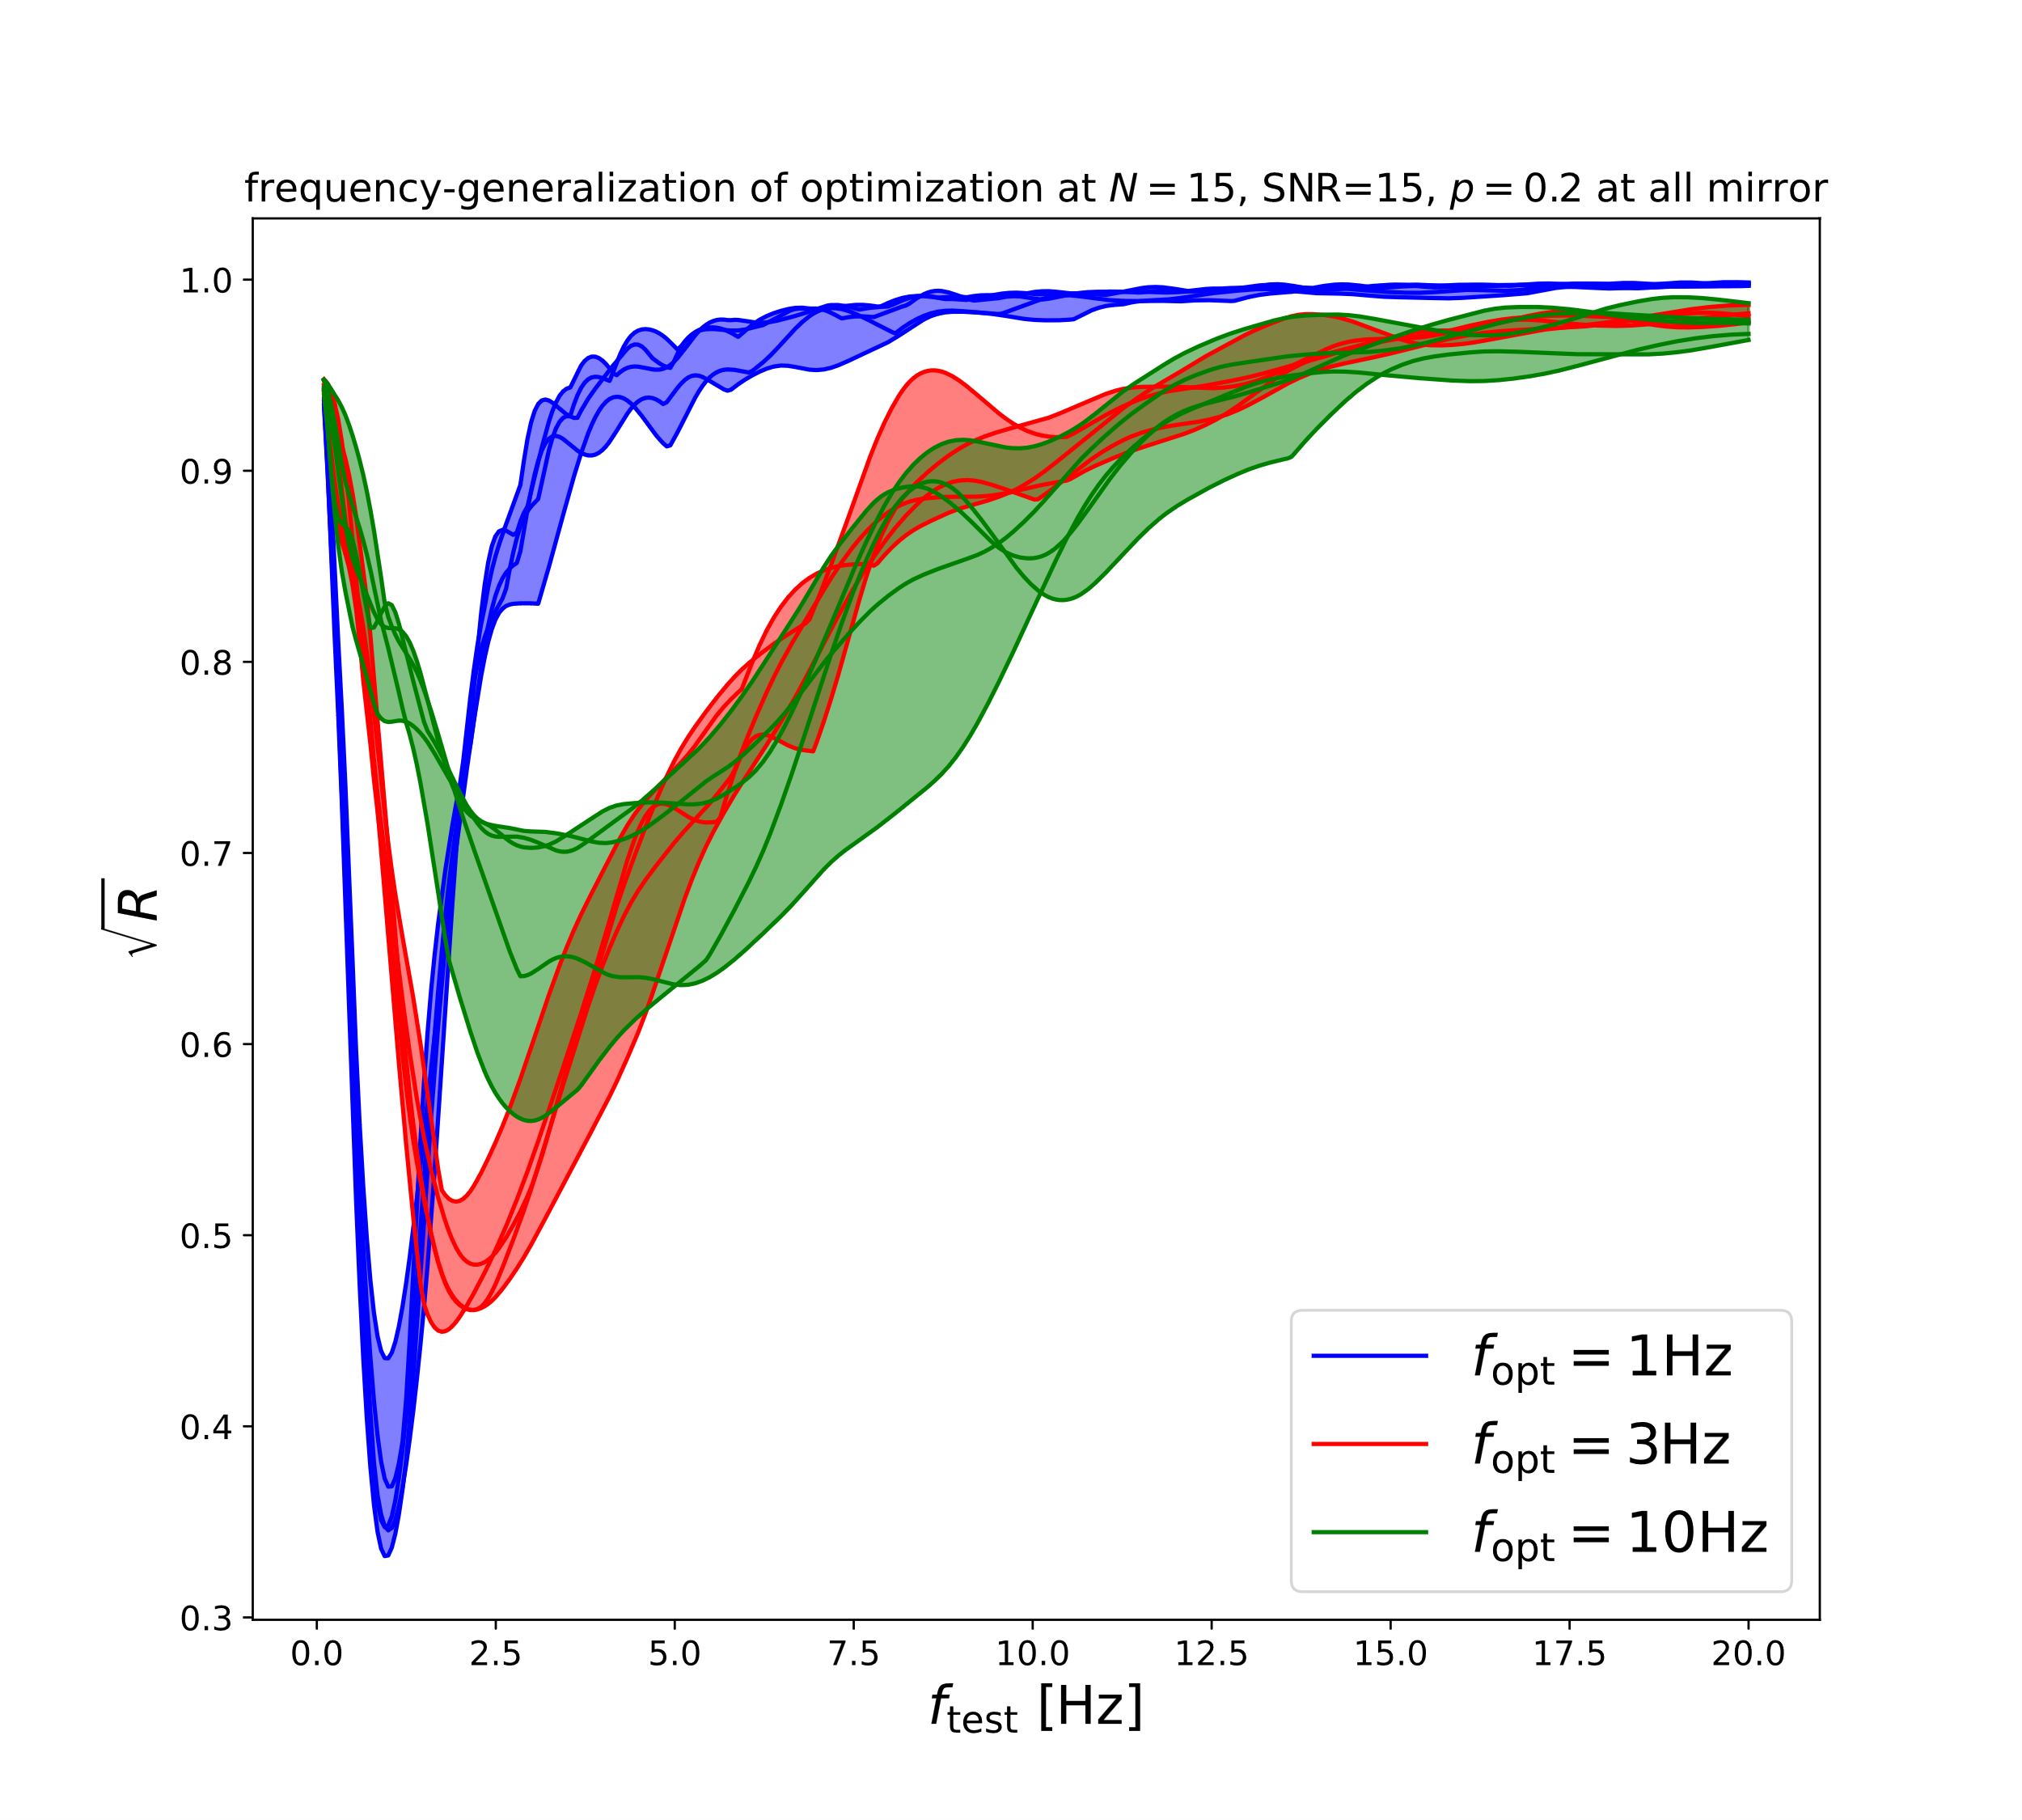 frequency-generalization of optimization at N = 15, SNR=15, p = 0.2 at all mirror
1.0
0.9
0.8
0.7
0.6
0.5
0.4
0.3
√R
0.0 2.5 5.0 7.5 10.0 12.5 15.0 17.5 20.0
f_test [Hz]
f_opt = 1Hz
f_opt = 3Hz
f_opt = 10Hz